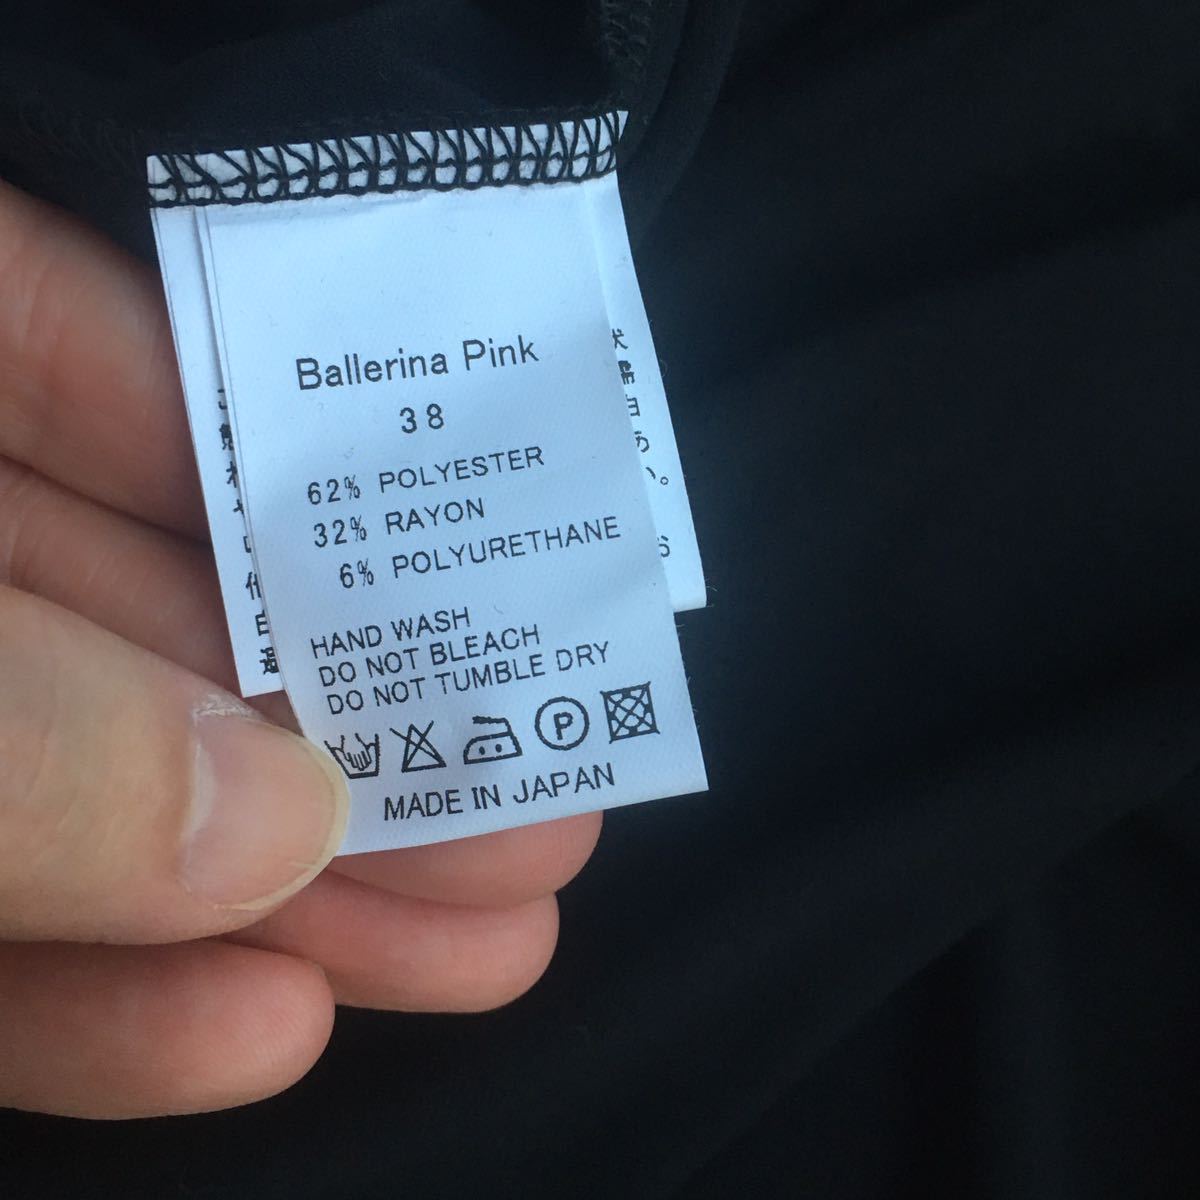 Ballerina Pink
38
62% POLYESTER
32% RAYON
6% POLYURETHANE
HAND WASH
DO NOT BLEACH
DO NOT TUMBLE DRY
P
MADE IN JAPAN